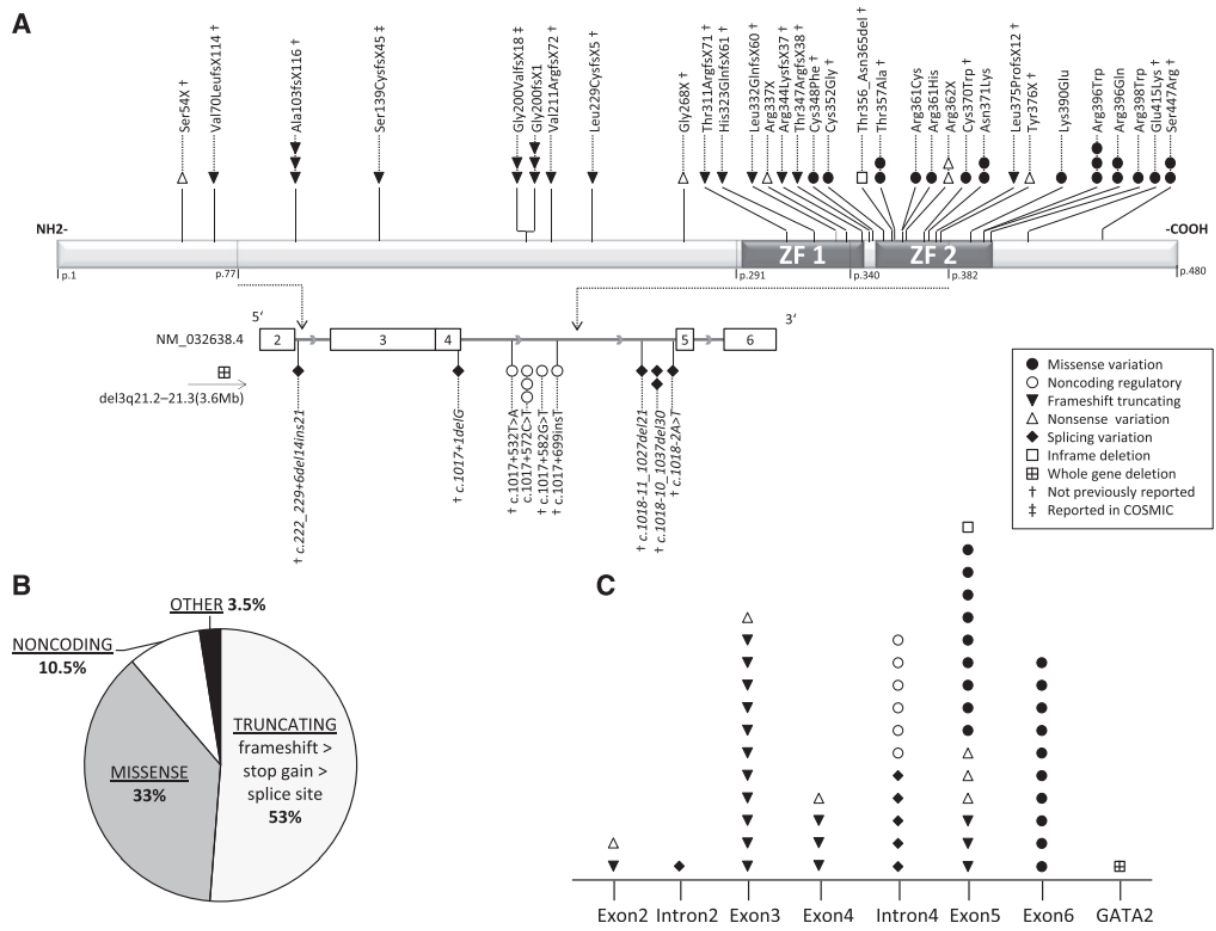 A
Ser54X †
Val70LeufsX114 †
Ala103fsX116 †
Ser139CysfsX45 ‡
Gly200ValfsX18 ‡
Gly200fsX1
Val211ArgfsX72 †
Leu229CysfsX5 †
Gly268X †
Thr311ArgfsX71 †
His323GlnfsX61 †
Leu332GlnfsX60 †
Arg337X
Arg344LysfsX37 †
Thr347ArgfsX38 †
Cys348Phe †
Cys352Gly †
Thr356_Asn365del †
Thr357Ala †
Arg361Cys
Arg361His
Arg362X
Cys370Trp †
Asn371Lys
Leu375ProfsX12 †
Tyr376X †
Lys390Glu
Arg396Trp
Arg396Gln
Arg398Trp
Glu415Lys †
Ser447Arg †
NH2-
-COOH
ZF 1
ZF 2
p.1
p.77
p.291
p.340
p.382
p.480
5‘
3‘
NM_032638.4
2
3
4
5
6
del3q21.2–21.3(3.6Mb)
† c.222_229+6del14ins21
† c.1017+1delG
† c.1017+532T>A
c.1017+572C>T
† c.1017+582G>T
† c.1017+699insT
† c.1018-11_1027del21
† c.1018-10_1037del30
† c.1018-2A>T
Missense variation
Noncoding regulatory
Frameshift truncating
Nonsense variation
Splicing variation
Inframe deletion
Whole gene deletion
† Not previously reported
‡ Reported in COSMIC
B
OTHER 3.5%
NONCODING
10.5%
MISSENSE
33%
TRUNCATING
frameshift >
stop gain >
splice site
53%
C
Exon2 Intron2 Exon3 Exon4 Intron4 Exon5 Exon6 GATA2